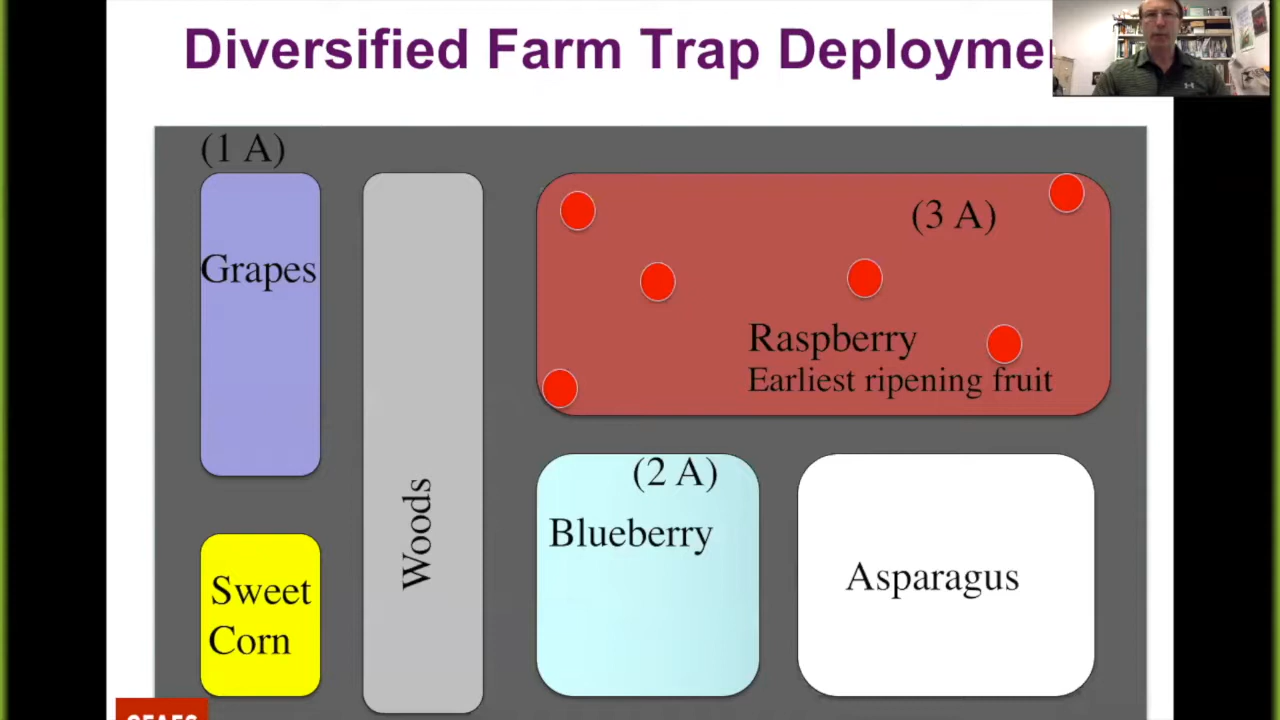 Diversified Farm Trap Deployme
(1 A)
Grapes
Woods
Sweet
Corn
(3 A)
Raspberry
Earliest ripening fruit
(2 A)
Blueberry
Asparagus